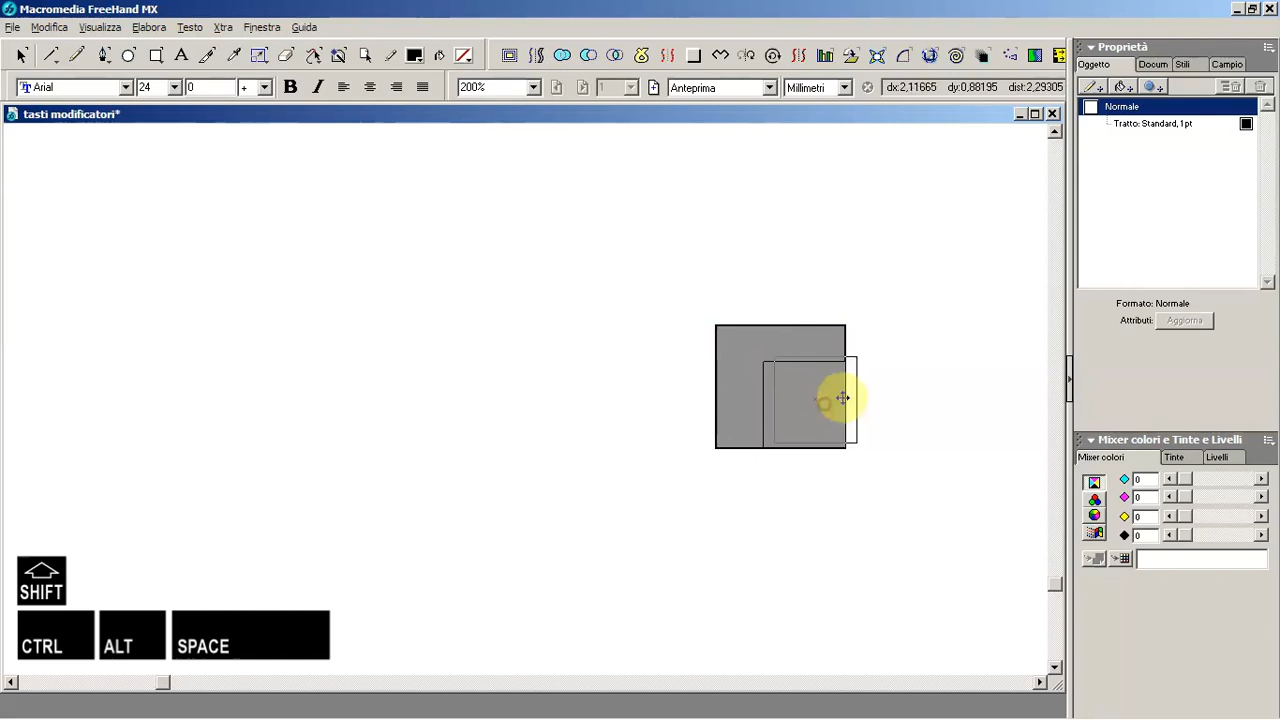 Macromedia FreeHand MX
File Modifica Visualizza Elabora Testo Xtra Finestra Guida
Arial 24 0 + B I 200% 1 Anteprima Millimetri dx:2,11665 dy:0,88195 dist:2,29305
tasti modificatori*
Proprietà
Oggetto Docum Stili Campio
Normale
Tratto: Standard, 1pt
Formato: Normale
Attributi: Aggiorna
Mixer colori e Tinte e Livelli
Mixer colori Tinte Livelli
0
0
0
0
SHIFT
CTRL ALT SPACE